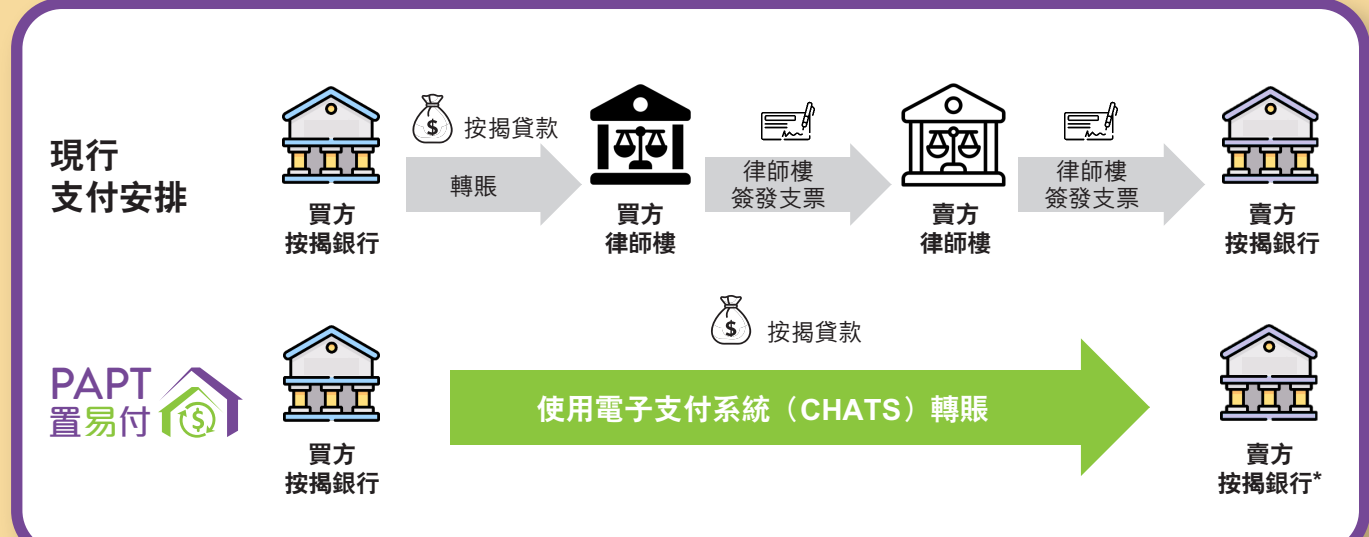 現行
支付安排
買方
按揭銀行
$ 按揭貸款
轉賬
買方
律師樓
律師樓
簽發支票
賣方
律師樓
律師樓
簽發支票
賣方
按揭銀行
PAPT
置易付
$
買方
按揭銀行
$ 按揭貸款
使用電子支付系統（CHATS）轉賬
賣方
按揭銀行*